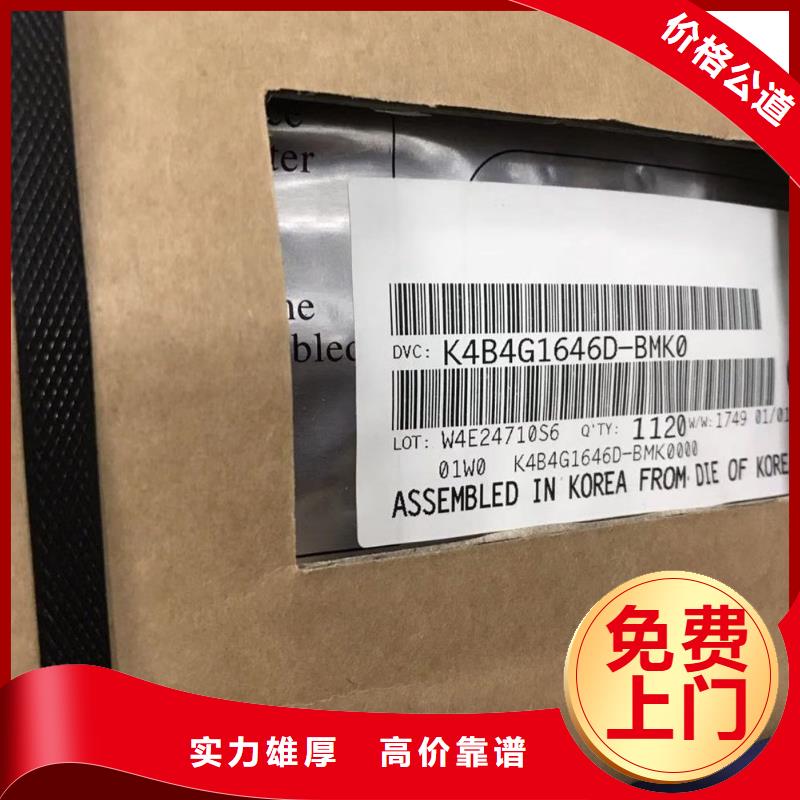 价格公道
ter
ne
bled
DVC: K4B4G1646D-BMK0
LOT: W4E24710S6 Q'TY: 1120 W/W: 1749 01/01
01W0 K4B4G1646D-BMK0000
ASSEMBLED IN KOREA FROM DIE OF KORE
免费
上门
实力雄厚 高价靠谱